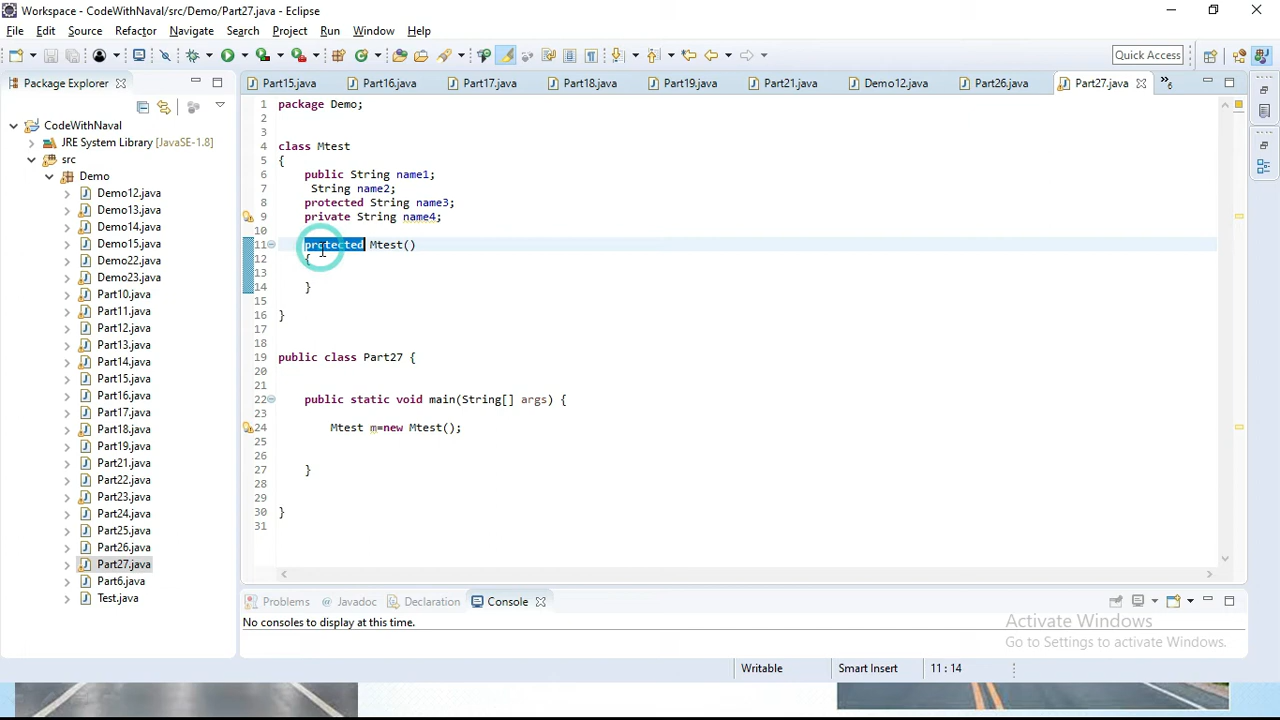 Workspace - CodeWithNaval/src/Demo/Part27.java - Eclipse
File Edit Source Refactor Navigate Search Project Run Window Help
Quick Access
Package Explorer
Part15.java Part16.java Part17.java Part18.java Part19.java Part21.java Demo12.java Part26.java Part27.java »6
CodeWithNaval
JRE System Library [JavaSE-1.8]
src
Demo
Demo12.java
Demo13.java
Demo14.java
Demo15.java
Demo22.java
Demo23.java
Part10.java
Part11.java
Part12.java
Part13.java
Part14.java
Part15.java
Part16.java
Part17.java
Part18.java
Part19.java
Part21.java
Part22.java
Part23.java
Part24.java
Part25.java
Part26.java
Part27.java
Part6.java
Test.java
1 package Demo;
2
3
4 class Mtest
5 {
6 public String name1;
7 String name2;
8 protected String name3;
9 private String name4;
10
11 protected Mtest()
12 {
13
14 }
15
16 }
17
18
19 public class Part27 {
20
21
22 public static void main(String[] args) {
23
24 Mtest m=new Mtest();
25
26
27 }
28
29
30 }
31
Problems @ Javadoc Declaration Console
No consoles to display at this time.
Activate Windows
Go to Settings to activate Windows.
Writable Smart Insert 11 : 14